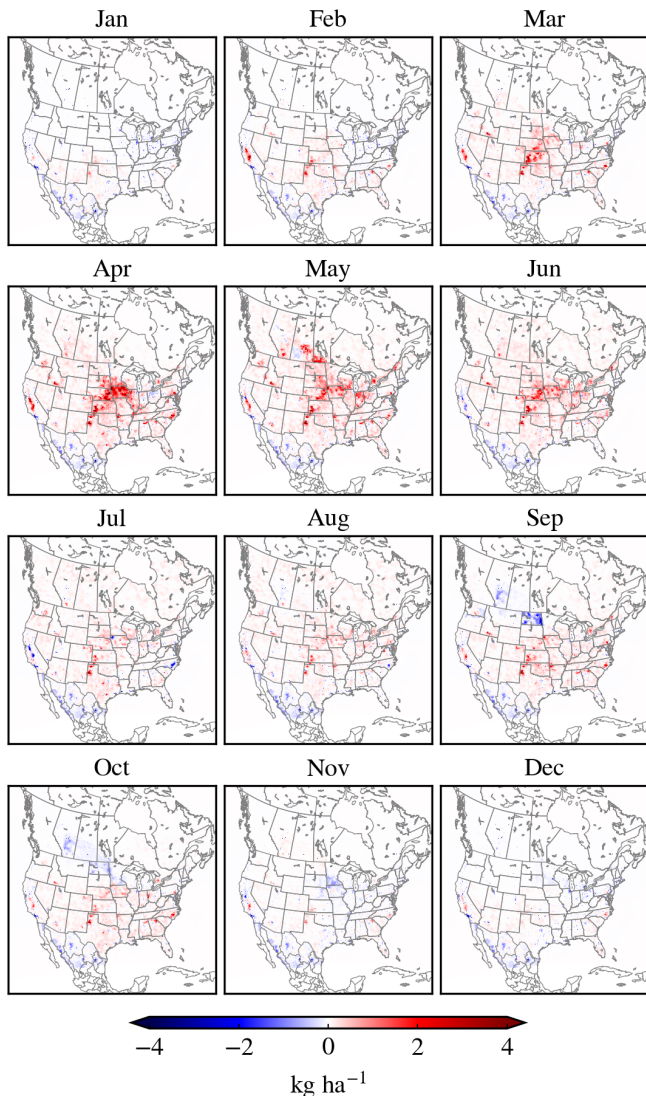 Jan Feb Mar
Apr May Jun
Jul Aug Sep
Oct Nov Dec
−4 −2 0 2 4
kg ha⁻¹